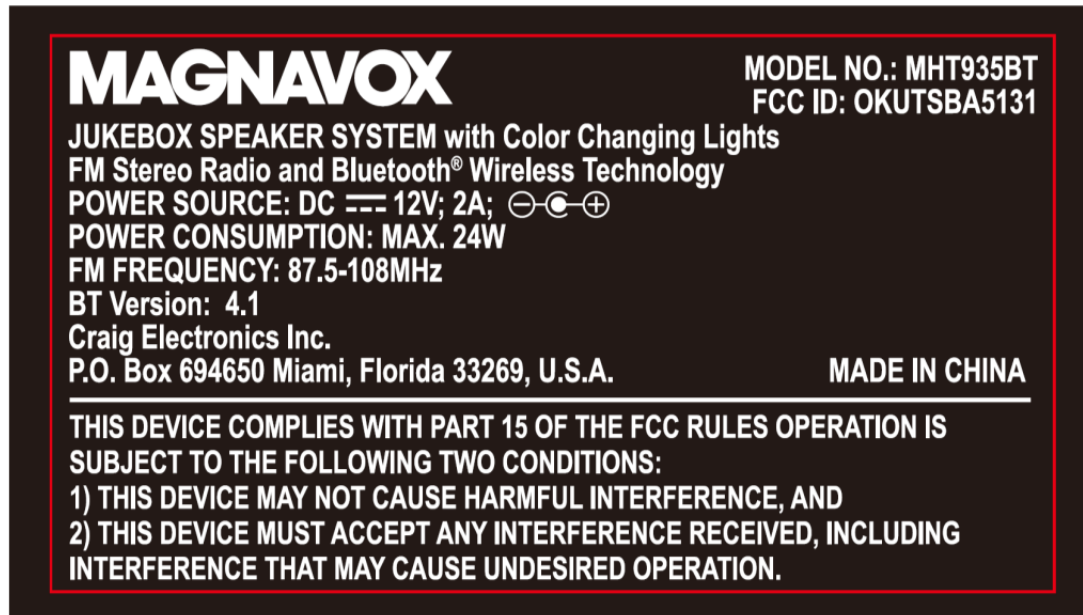 MAGNAVOX
MODEL NO.: MHT935BT
FCC ID: OKUTSBA5131
JUKEBOX SPEAKER SYSTEM with Color Changing Lights
FM Stereo Radio and Bluetooth® Wireless Technology
POWER SOURCE: DC ⎓ 12V; 2A;
POWER CONSUMPTION: MAX. 24W
FM FREQUENCY: 87.5-108MHz
BT Version: 4.1
Craig Electronics Inc.
P.O. Box 694650 Miami, Florida 33269, U.S.A. MADE IN CHINA
THIS DEVICE COMPLIES WITH PART 15 OF THE FCC RULES OPERATION IS
SUBJECT TO THE FOLLOWING TWO CONDITIONS:
1) THIS DEVICE MAY NOT CAUSE HARMFUL INTERFERENCE, AND
2) THIS DEVICE MUST ACCEPT ANY INTERFERENCE RECEIVED, INCLUDING
INTERFERENCE THAT MAY CAUSE UNDESIRED OPERATION.